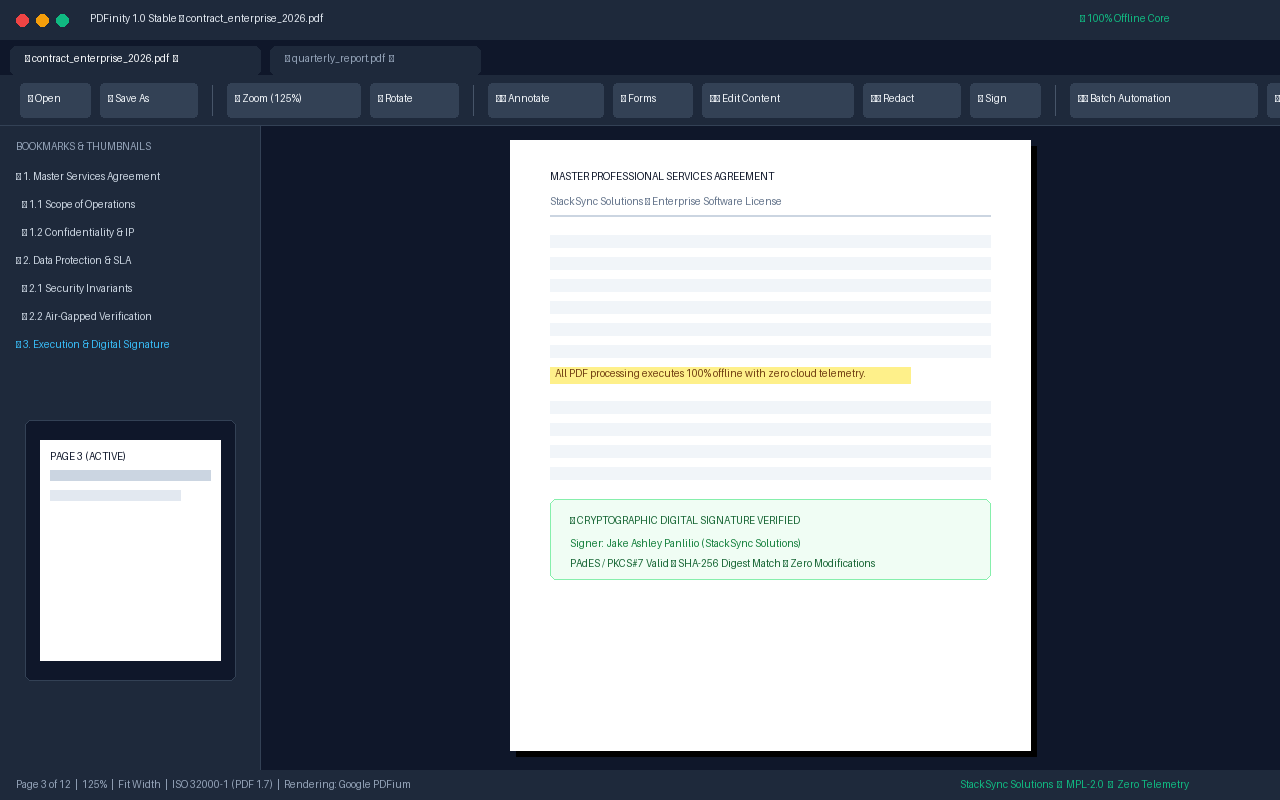 PDFinity 1.0 Stable contract_enterprise_2026.pdf
100% Offline Core
contract_enterprise_2026.pdf
quarterly_report.pdf
Open
Save As
Zoom (125%)
Rotate
Annotate
Forms
Edit Content
Redact
Sign
Batch Automation
BOOKMARKS & THUMBNAILS
1. Master Services Agreement
1.1 Scope of Operations
1.2 Confidentiality & IP
2. Data Protection & SLA
2.1 Security Invariants
2.2 Air-Gapped Verification
3. Execution & Digital Signature
PAGE 3 (ACTIVE)
MASTER PROFESSIONAL SERVICES AGREEMENT
StackSync Solutions Enterprise Software License
All PDF processing executes 100% offline with zero cloud telemetry.
CRYPTOGRAPHIC DIGITAL SIGNATURE VERIFIED
Signer: Jake Ashley Panlilio (StackSync Solutions)
PAdES / PKCS#7 Valid SHA-256 Digest Match Zero Modifications
Page 3 of 12 | 125% | Fit Width | ISO 32000-1 (PDF 1.7) | Rendering: Google PDFium
StackSync Solutions MPL-2.0 Zero Telemetry